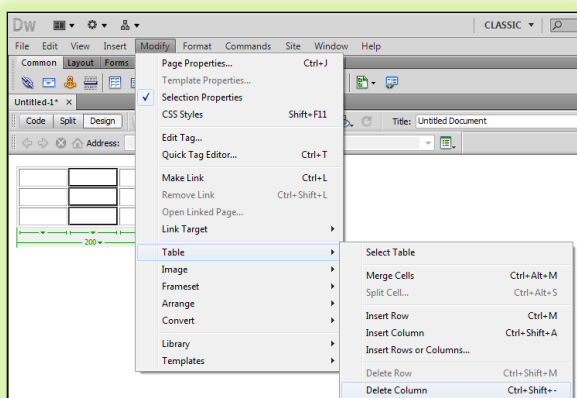 Dw CLASSIC
File Edit View Insert Modify Format Commands Site Window Help
Common Layout Forms
Untitled-1* ×
Code Split Design Title: Untitled Document
Address:
200
Page Properties... Ctrl+J
Template Properties...
Selection Properties
CSS Styles Shift+F11
Edit Tag...
Quick Tag Editor... Ctrl+T
Make Link Ctrl+L
Remove Link Ctrl+Shift+L
Open Linked Page...
Link Target
Table
Image
Frameset
Arrange
Convert
Library
Templates
Select Table
Merge Cells Ctrl+Alt+M
Split Cell... Ctrl+Alt+S
Insert Row Ctrl+M
Insert Column Ctrl+Shift+A
Insert Rows or Columns...
Delete Row Ctrl+Shift+M
Delete Column Ctrl+Shift+-